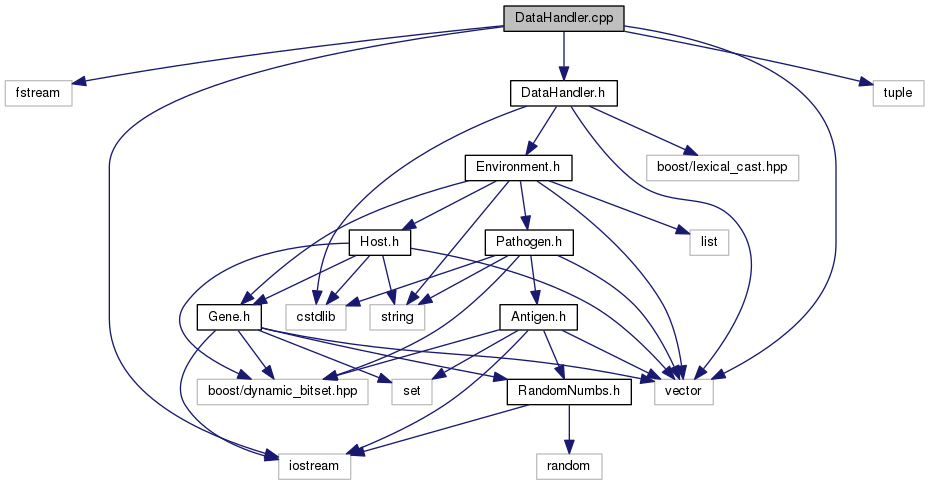 DataHandler.cpp
fstream
DataHandler.h
tuple
Environment.h
boost/lexical_cast.hpp
Host.h
Pathogen.h
list
Gene.h
cstdlib
string
Antigen.h
boost/dynamic_bitset.hpp
set
RandomNumbs.h
vector
iostream
random